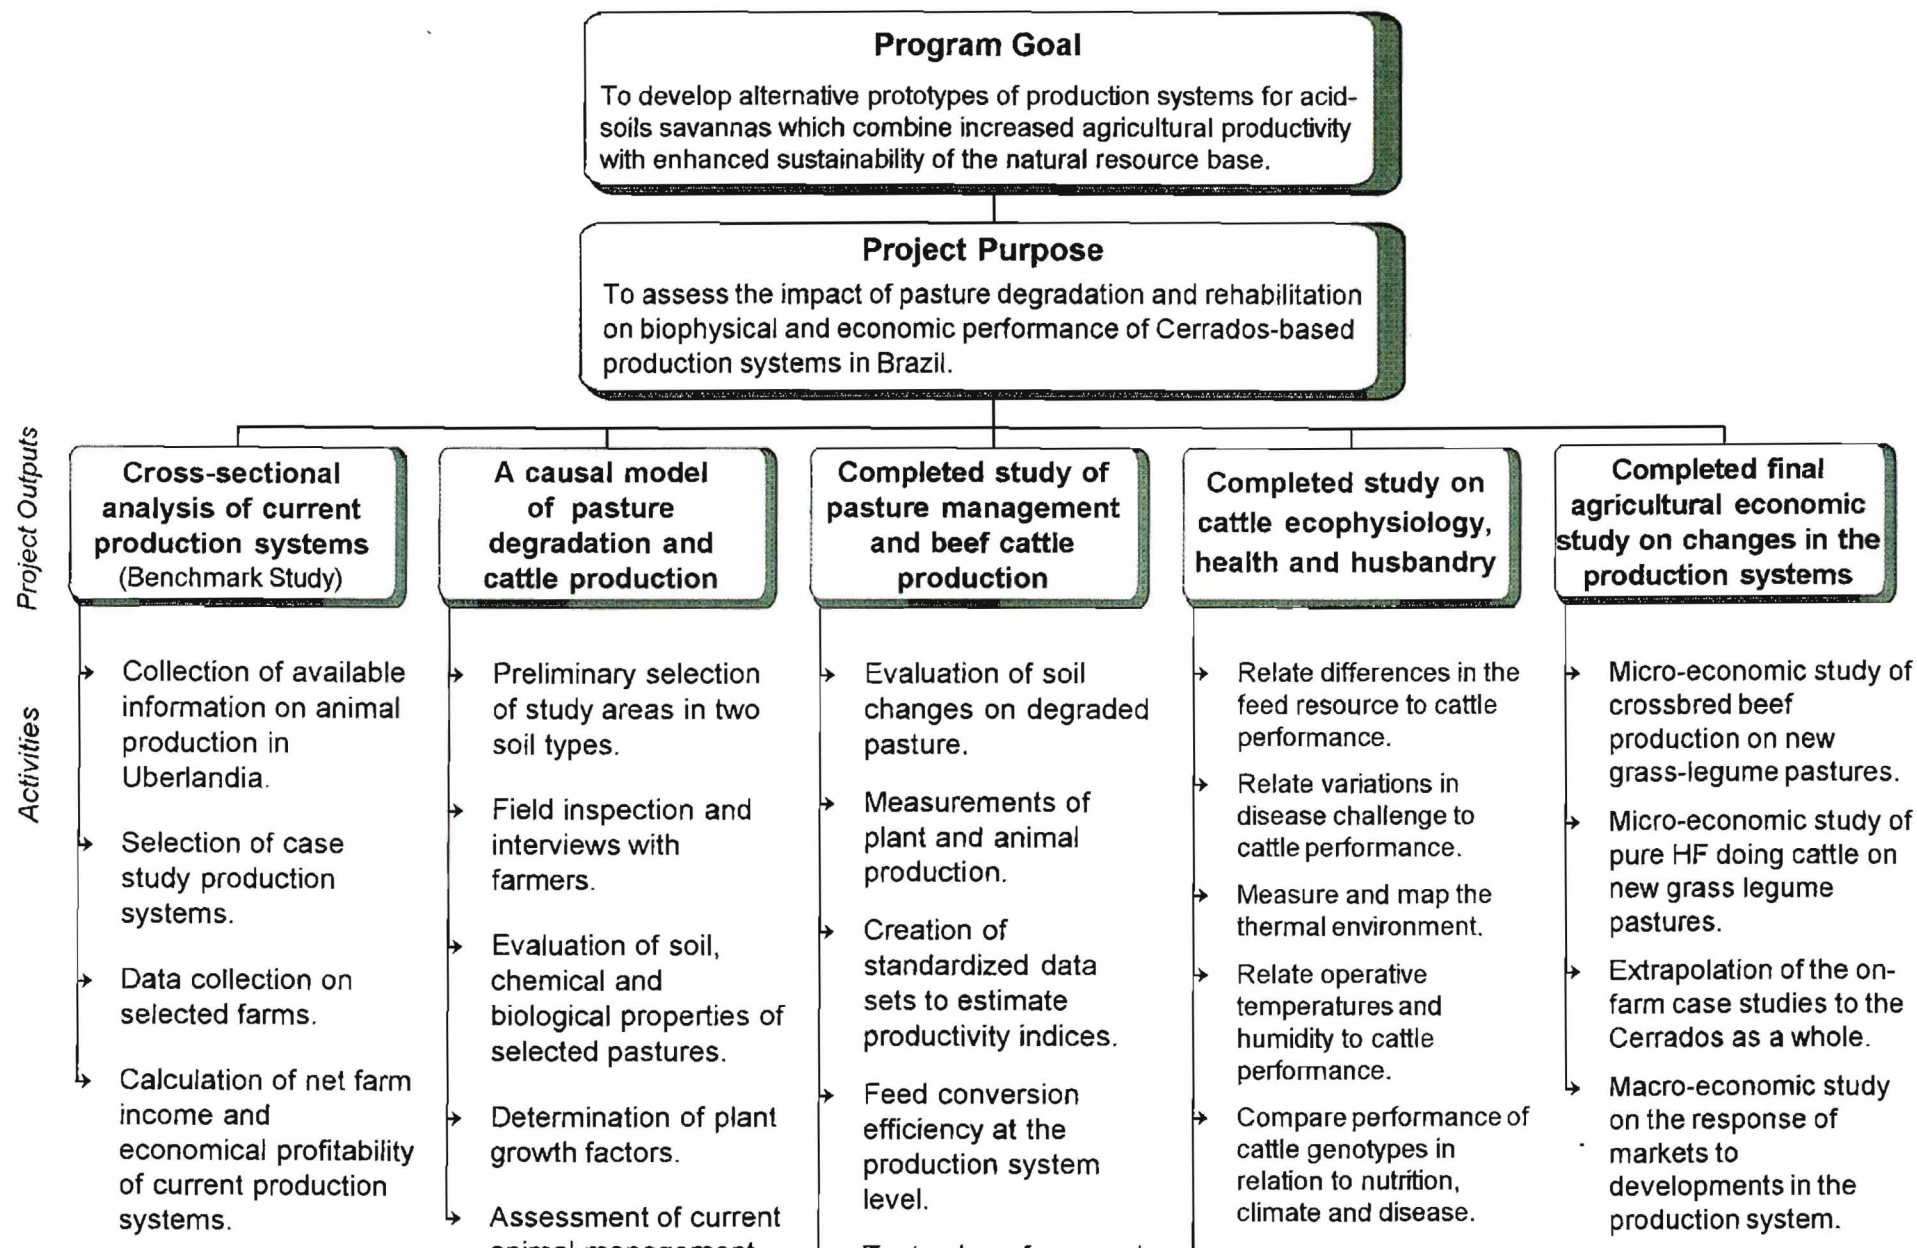 Program Goal
To develop alternative prototypes of production systems for acid-
soils savannas which combine increased agricultural productivity
with enhanced sustainability of the natural resource base.
Project Purpose
To assess the impact of pasture degradation and rehabilitation
on biophysical and economic performance of Cerrados-based
production systems in Brazil.
Project Outputs
Cross-sectional
analysis of current
production systems
(Benchmark Study)
A causal model
of pasture
degradation and
cattle production
Completed study of
pasture management
and beef cattle
production
Completed study on
cattle ecophysiology,
health and husbandry
Completed final
agricultural economic
study on changes in the
production systems
Activities
Collection of available
information on animal
production in
Uberlandia.
Selection of case
study production
systems.
Data collection on
selected farms.
Calculation of net farm
income and
economical profitability
of current production
systems.
Preliminary selection
of study areas in two
soil types.
Field inspection and
interviews with
farmers.
Evaluation of soil,
chemical and
biological properties of
selected pastures.
Determination of plant
growth factors.
Assessment of current
animal management
Evaluation of soil
changes on degraded
pasture.
Measurements of
plant and animal
production.
Creation of
standardized data
sets to estimate
productivity indices.
Feed conversion
efficiency at the
production system
level.
Relate differences in the
feed resource to cattle
performance.
Relate variations in
disease challenge to
cattle performance.
Measure and map the
thermal environment.
Relate operative
temperatures and
humidity to cattle
performance.
Compare performance of
cattle genotypes in
relation to nutrition,
climate and disease.
Micro-economic study of
crossbred beef
production on new
grass-legume pastures.
Micro-economic study of
pure HF doing cattle on
new grass legume
pastures.
Extrapolation of the on-
farm case studies to the
Cerrados as a whole.
Macro-economic study
on the response of
markets to
developments in the
production system.